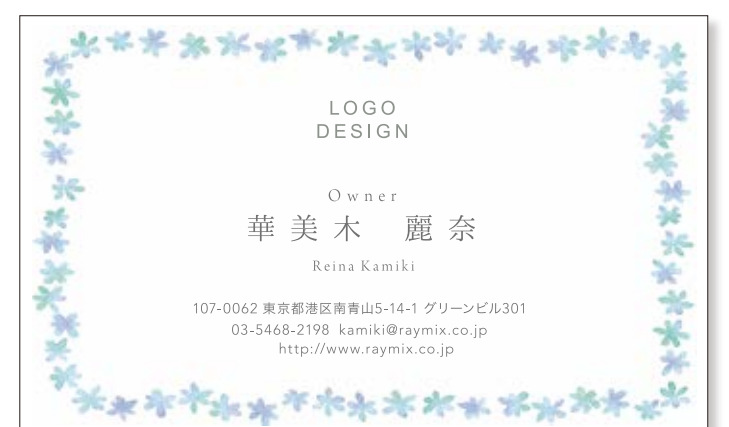 LOGO
DESIGN
Owner
華美木 麗奈
Reina Kamiki
107-0062 東京都港区南青山5-14-1 グリーンビル301
03-5468-2198 kamiki@raymix.co.jp
http://www.raymix.co.jp